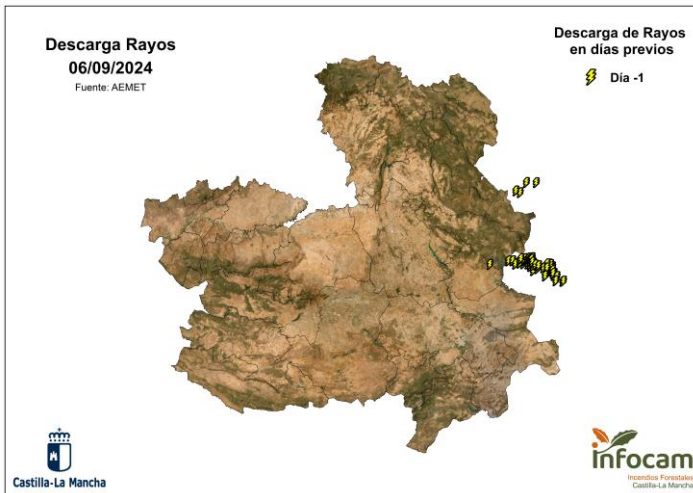 Descarga Rayos
06/09/2024
Fuente: AEMET
Descarga de Rayos
en días previos
Día -1
Castilla-La Mancha
infocam
Incendios Forestales
Castilla-La Mancha